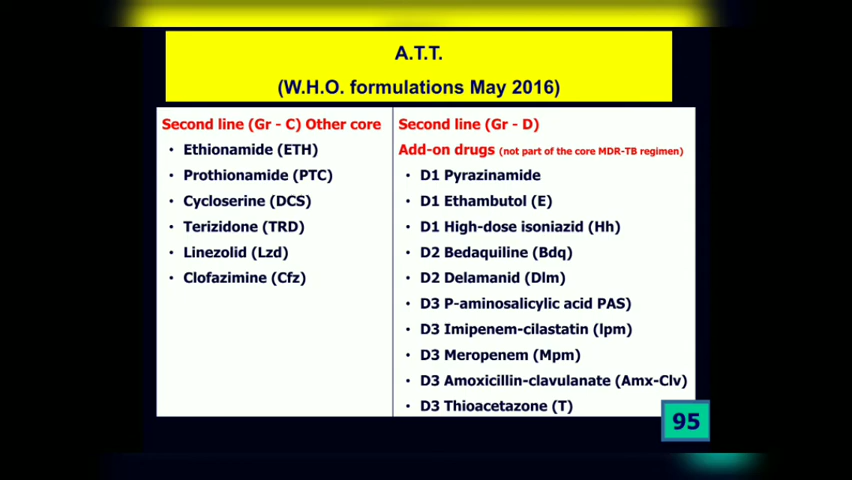 A.T.T.
(W.H.O. formulations May 2016)
Second line (Gr - C) Other core
• Ethionamide (ETH)
• Prothionamide (PTC)
• Cycloserine (DCS)
• Terizidone (TRD)
• Linezolid (Lzd)
• Clofazimine (Cfz)
Second line (Gr - D)
Add-on drugs (not part of the core MDR-TB regimen)
• D1 Pyrazinamide
• D1 Ethambutol (E)
• D1 High-dose isoniazid (Hh)
• D2 Bedaquiline (Bdq)
• D2 Delamanid (Dlm)
• D3 P-aminosalicylic acid PAS)
• D3 Imipenem-cilastatin (lpm)
• D3 Meropenem (Mpm)
• D3 Amoxicillin-clavulanate (Amx-Clv)
• D3 Thioacetazone (T)
95